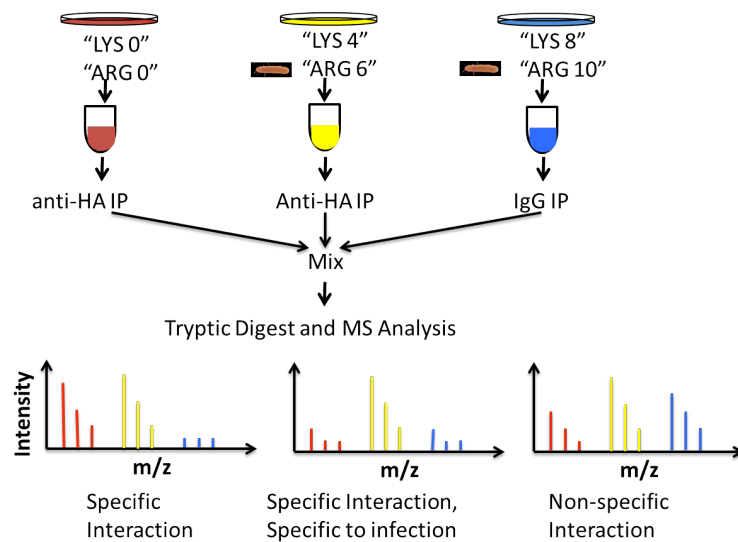 “LYS 0”
“ARG 0”
“LYS 4”
“ARG 6”
“LYS 8”
“ARG 10”
anti-HA IP
Anti-HA IP
IgG IP
Mix
Tryptic Digest and MS Analysis
Intensity
m/z
m/z
m/z
Specific
Interaction
Specific Interaction,
Specific to infection
Non-specific
Interaction